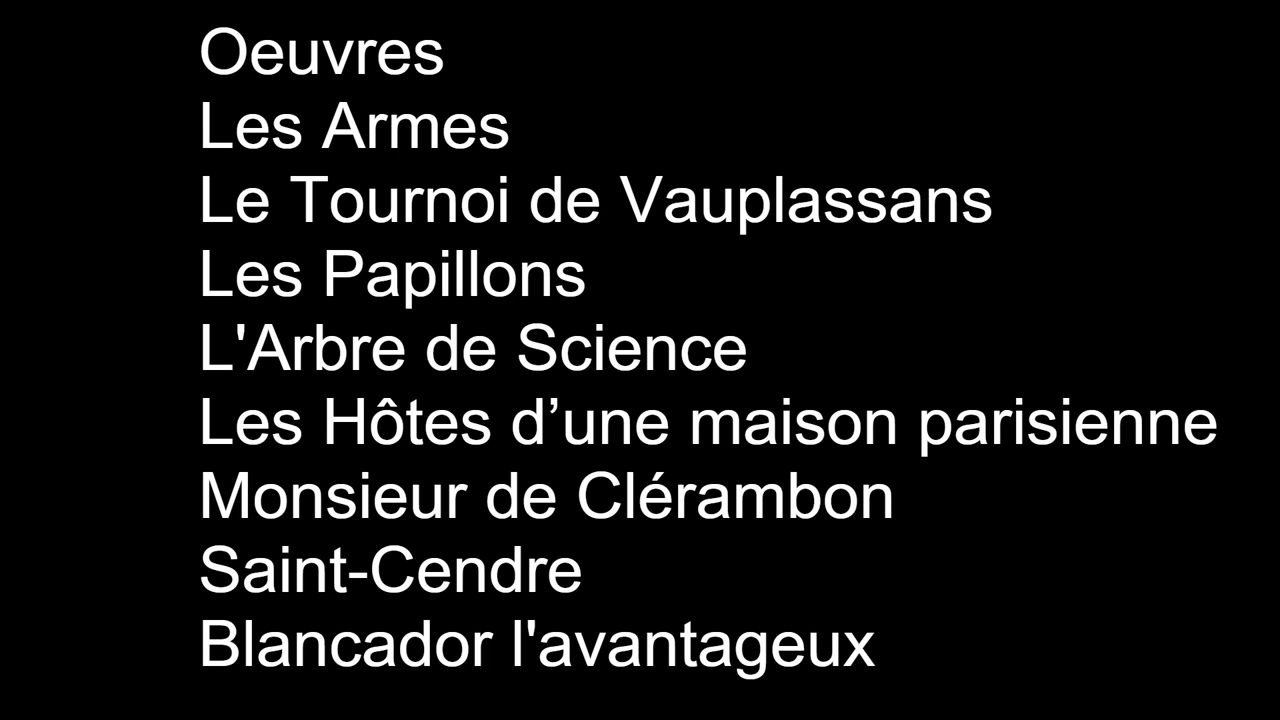 Oeuvres
Les Armes
Le Tournoi de Vauplassans
Les Papillons
L'Arbre de Science
Les Hôtes d’une maison parisienne
Monsieur de Clérambon
Saint-Cendre
Blancador l'avantageux